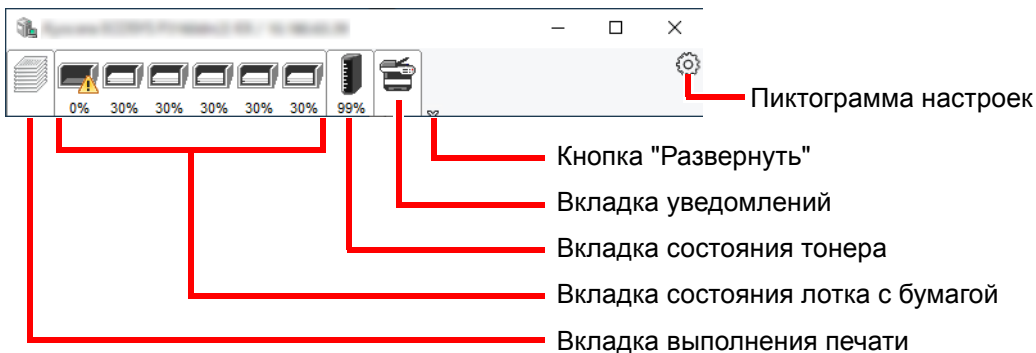 0% 30% 30% 30% 30% 30% 99%
Пиктограмма настроек
Кнопка "Развернуть"
Вкладка уведомлений
Вкладка состояния тонера
Вкладка состояния лотка с бумагой
Вкладка выполнения печати